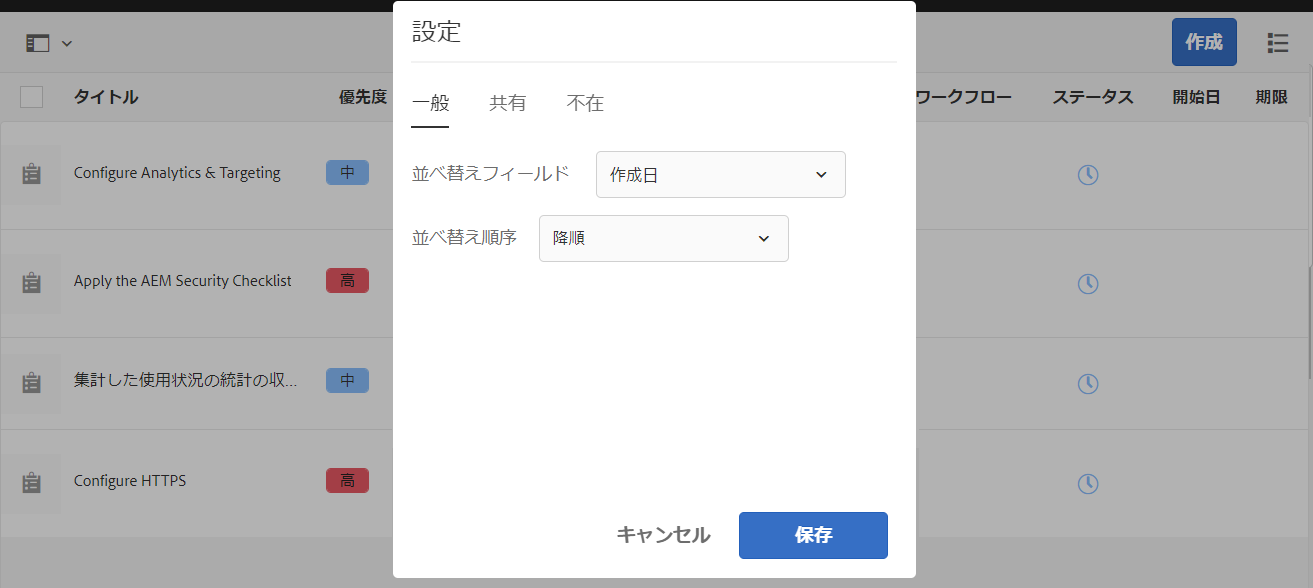 設定
作成
タイトル 優先度 ワークフロー ステータス 開始日 期限
一般 共有 不在
Configure Analytics & Targeting 中
並べ替えフィールド 作成日
並べ替え順序 降順
Apply the AEM Security Checklist 高
集計した使用状況の統計の収... 中
Configure HTTPS 高
キャンセル 保存